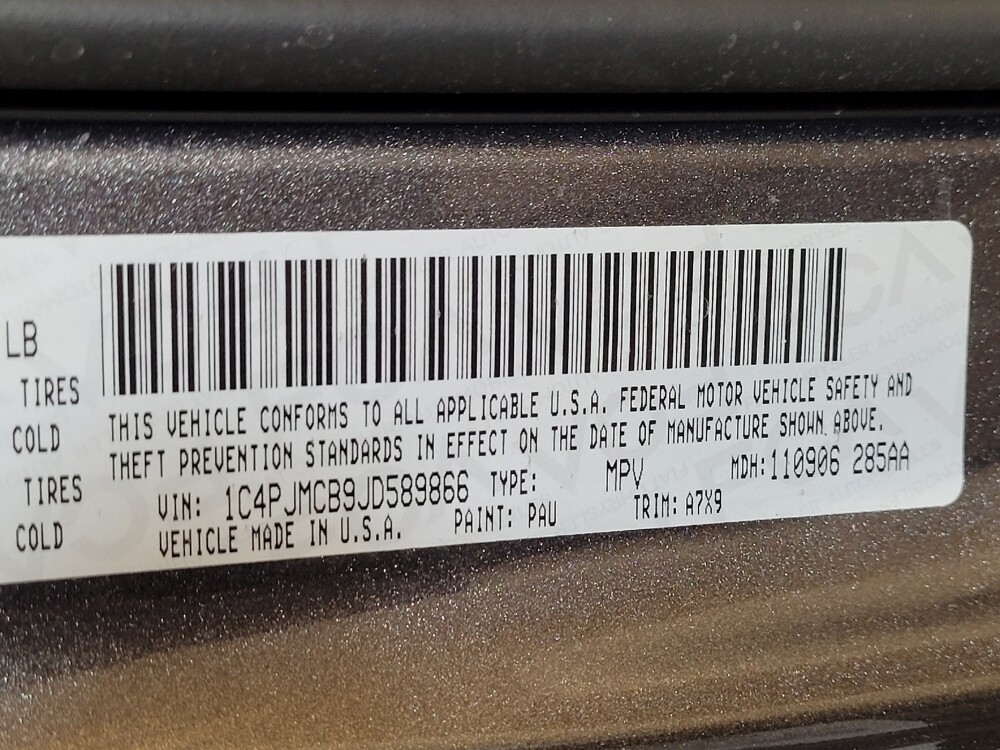 LB
TIRES
COLD
TIRES
COLD
THIS VEHICLE CONFORMS TO ALL APPLICABLE U.S.A. FEDERAL MOTOR VEHICLE SAFETY AND
THEFT PREVENTION STANDARDS IN EFFECT ON THE DATE OF MANUFACTURE SHOWN ABOVE.
VIN: 1C4PJMCB9JD589866 TYPE: MPV MDH:110906 285AA
VEHICLE MADE IN U.S.A. PAINT: PAU TRIM: A7X9